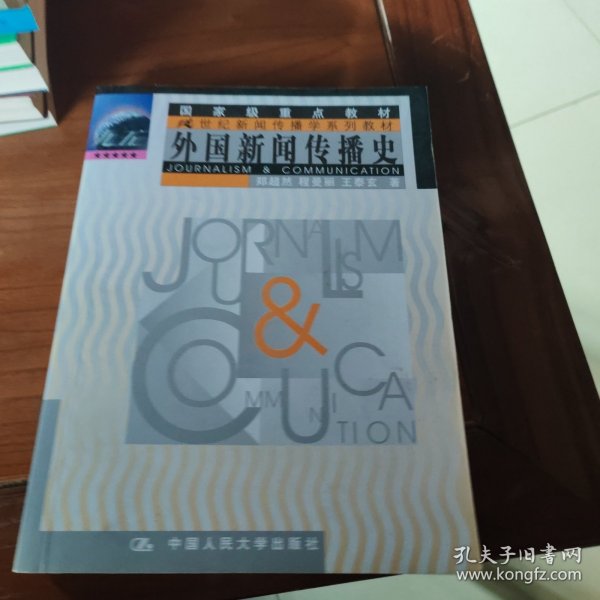 国家级重点教材
21世纪新闻传播学系列教材
外国新闻传播史
JOURNALISM & COMMUNICATION
郑超然 程曼丽 王泰玄 著
JOURNALISM
&
COMMUNICATION
中国人民大学出版社
孔夫子旧书网
www.kongfz.com